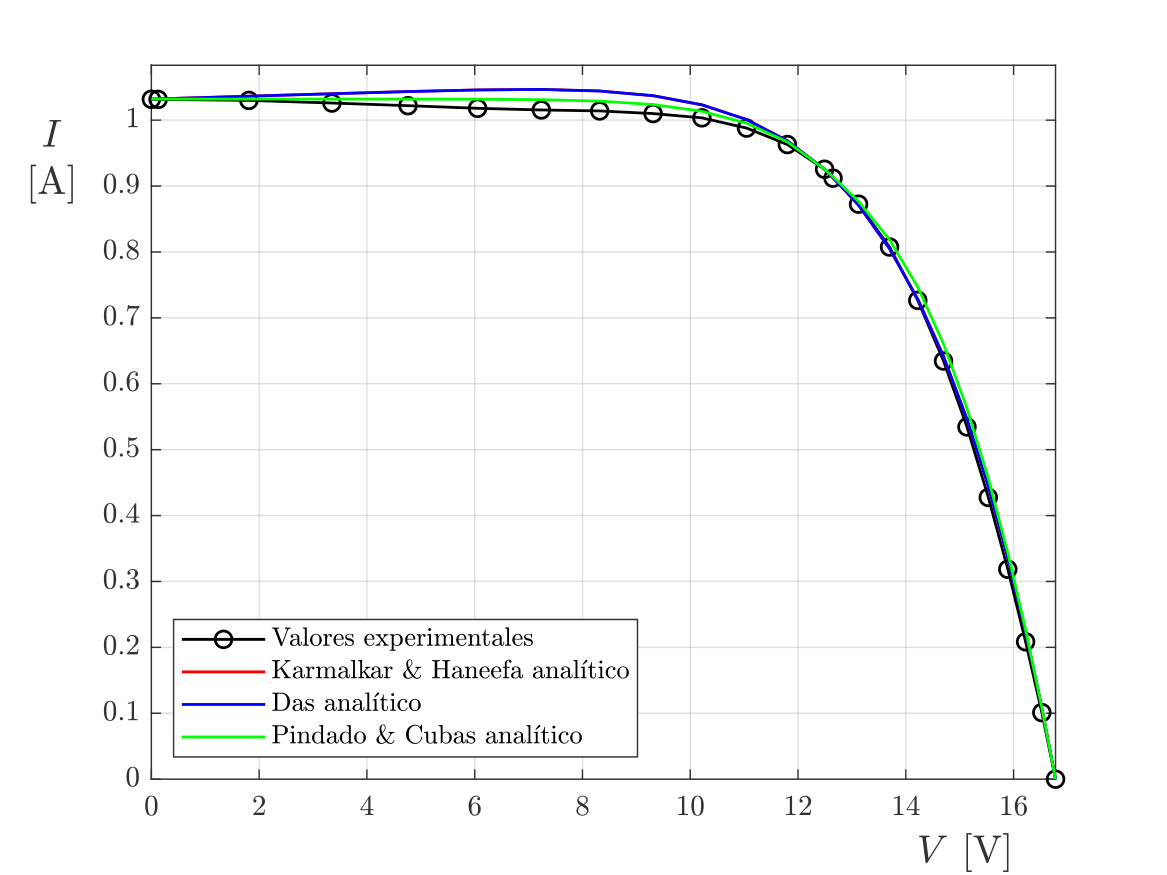 I
[A]
1
0.9
0.8
0.7
0.6
0.5
0.4
0.3
0.2
0.1
0
Valores experimentales
Karmalkar & Haneefa analítico
Das analítico
Pindado & Cubas analítico
0 2 4 6 8 10 12 14 16
V [V]